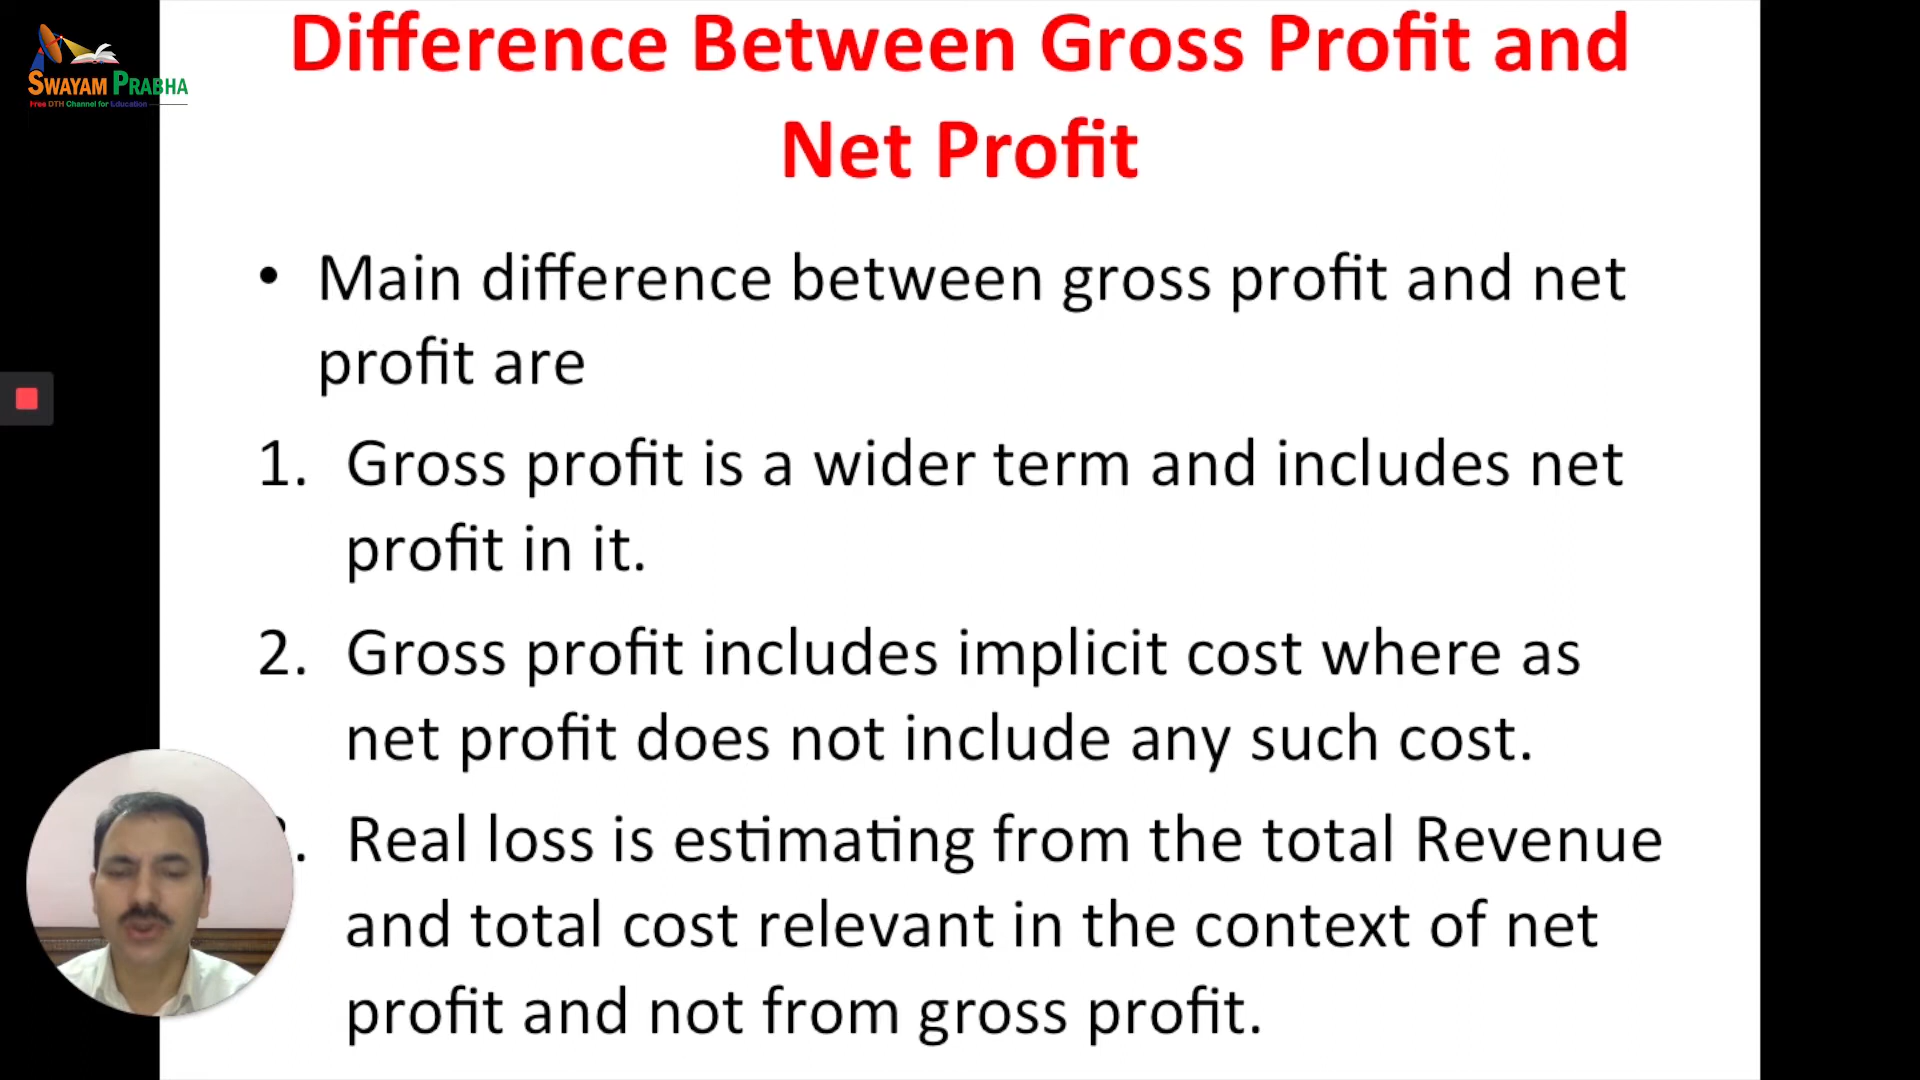 SWAYAM PRABHA
Free DTH Channel for Education
Difference Between Gross Profit and
Net Profit
• Main difference between gross profit and net
profit are
1. Gross profit is a wider term and includes net
profit in it.
2. Gross profit includes implicit cost where as
net profit does not include any such cost.
Real loss is estimating from the total Revenue
and total cost relevant in the context of net
profit and not from gross profit.